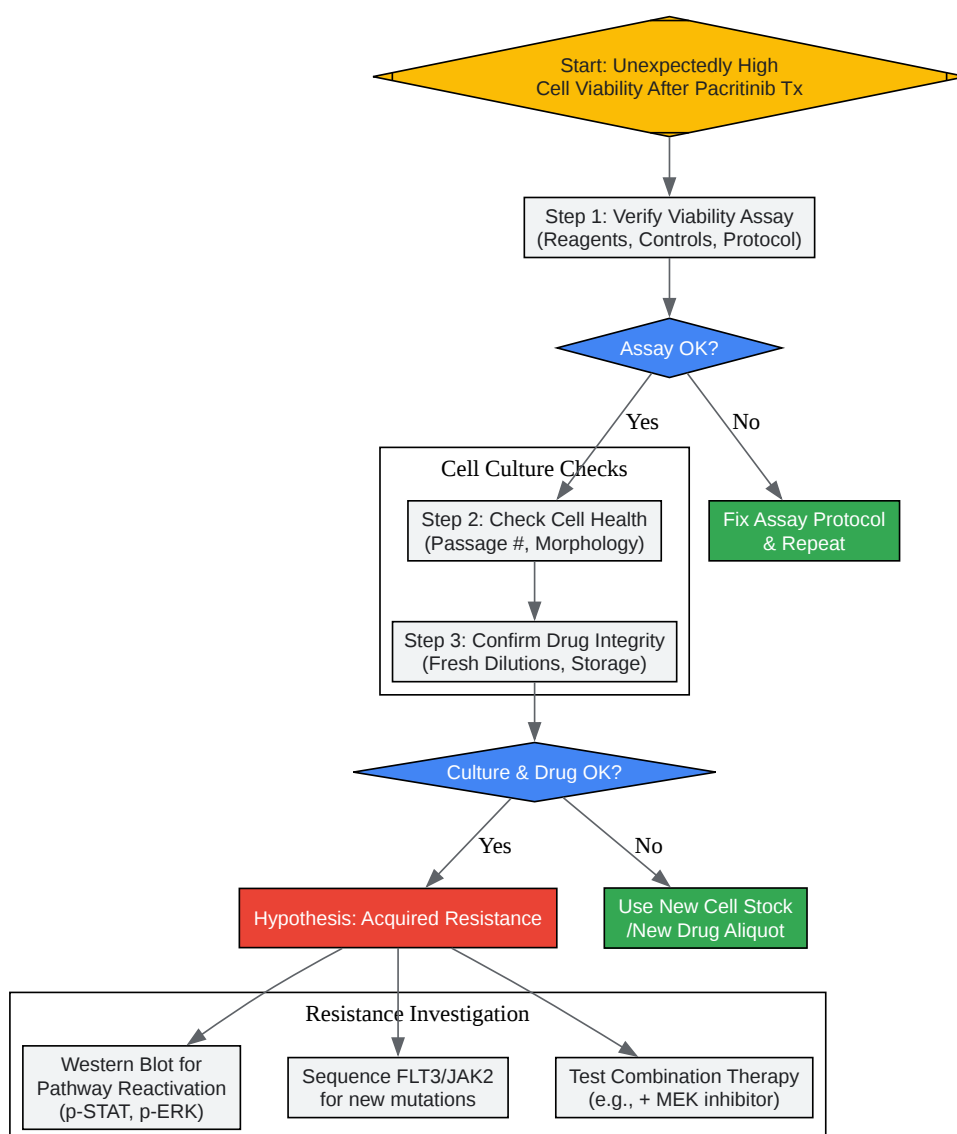 Start: Unexpectedly High
Cell Viability After Pacritinib Tx
Step 1: Verify Viability Assay
(Reagents, Controls, Protocol)
Assay OK?
Yes
No
Cell Culture Checks
Step 2: Check Cell Health
(Passage #, Morphology)
Fix Assay Protocol
& Repeat
Step 3: Confirm Drug Integrity
(Fresh Dilutions, Storage)
Culture & Drug OK?
Yes
No
Hypothesis: Acquired Resistance
Use New Cell Stock
/New Drug Aliquot
Resistance Investigation
Western Blot for
Pathway Reactivation
(p-STAT, p-ERK)
Sequence FLT3/JAK2
for new mutations
Test Combination Therapy
(e.g., + MEK inhibitor)